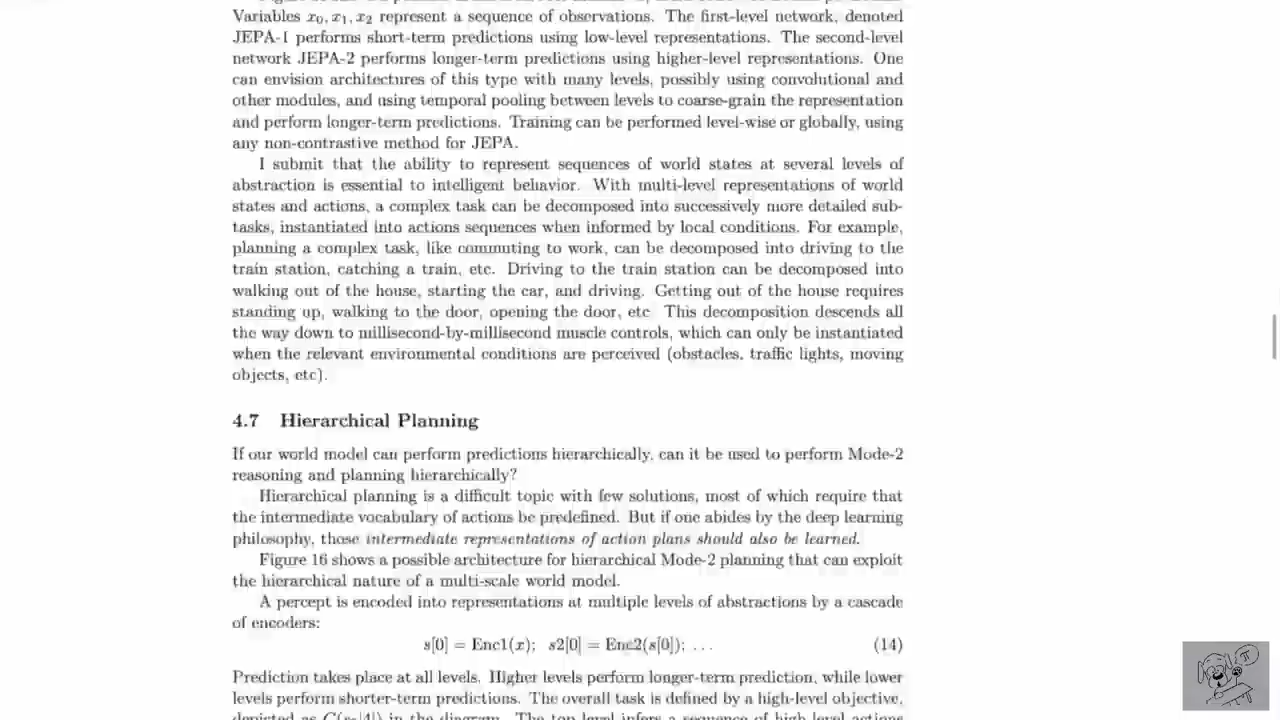 Variables x₀, x₁, x₂ represent a sequence of observations. The first-level network, denoted
JEPA-1 performs short-term predictions using low-level representations. The second-level
network JEPA-2 performs longer-term predictions using higher-level representations. One
can envision architectures of this type with many levels, possibly using convolutional and
other modules, and using temporal pooling between levels to coarse-grain the representation
and perform longer-term predictions. Training can be performed level-wise or globally, using
any non-contrastive method for JEPA.
I submit that the ability to represent sequences of world states at several levels of
abstraction is essential to intelligent behavior. With multi-level representations of world
states and actions, a complex task can be decomposed into successively more detailed sub-
tasks, instantiated into actions sequences when informed by local conditions. For example,
planning a complex task, like commuting to work, can be decomposed into driving to the
train station, catching a train, etc. Driving to the train station can be decomposed into
walking out of the house, starting the car, and driving. Getting out of the house requires
standing up, walking to the door, opening the door, etc. This decomposition descends all
the way down to millisecond-by-millisecond muscle controls, which can only be instantiated
when the relevant environmental conditions are perceived (obstacles, traffic lights, moving
objects, etc).
4.7 Hierarchical Planning
If our world model can perform predictions hierarchically, can it be used to perform Mode-2
reasoning and planning hierarchically?
Hierarchical planning is a difficult topic with few solutions, most of which require that
the intermediate vocabulary of actions be predefined. But if one abides by the deep learning
philosophy, those intermediate representations of action plans should also be learned.
Figure 16 shows a possible architecture for hierarchical Mode-2 planning that can exploit
the hierarchical nature of a multi-scale world model.
A percept is encoded into representations at multiple levels of abstractions by a cascade
of encoders:
s[0] = Enc1(x); s2[0] = Enc2(s[0]); ... (14)
Prediction takes place at all levels. Higher levels perform longer-term prediction, while lower
levels perform shorter-term predictions. The overall task is defined by a high-level objective,
depicted as C(s₂[4]) in the diagram. The top level infers a sequence of high-level actions
π